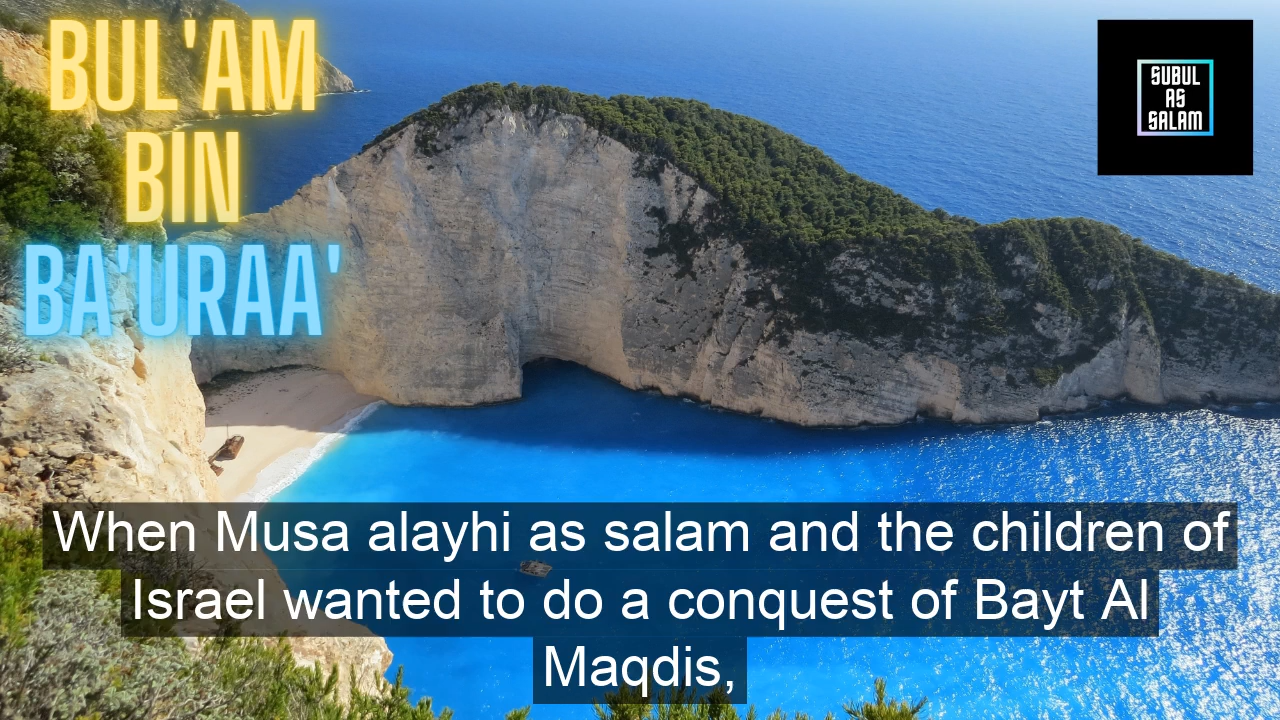 BUL'AM
BIN
BA'URAA'
SUBUL
AS
SALAM
When Musa alayhi as salam and the children of
Israel wanted to do a conquest of Bayt Al
Maqdis,